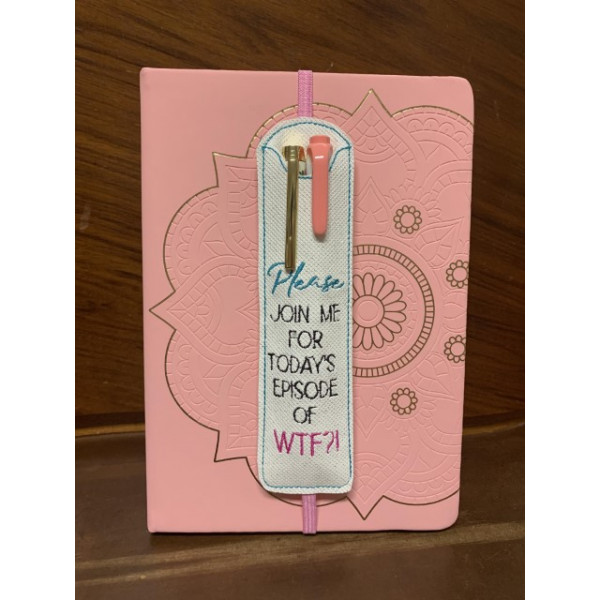 Please
JOIN ME
FOR
TODAY'S
EPISODE
OF
WTF?!